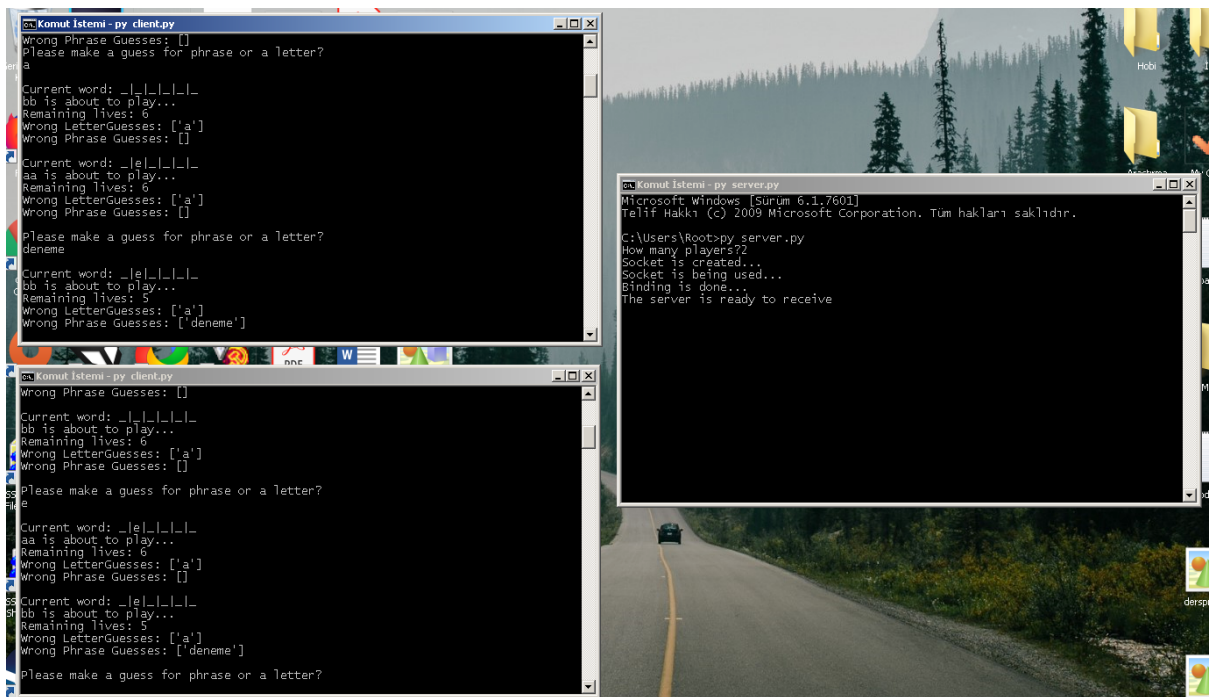 Komut İstemi - py client.py
Wrong Phrase Guesses: []
Please make a guess for phrase or a letter?
a
Current word: _|_|_|_|_|_
bb is about to play...
Remaining lives: 6
Wrong LetterGuesses: ['a']
Wrong Phrase Guesses: []
Current word: _|e|_|_|_|_
aa is about to play...
Remaining lives: 6
Wrong LetterGuesses: ['a']
Wrong Phrase Guesses: []
Please make a guess for phrase or a letter?
deneme
Current word: _|e|_|_|_|_
bb is about to play...
Remaining lives: 5
Wrong LetterGuesses: ['a']
Wrong Phrase Guesses: ['deneme']
PDF
W
Komut İstemi - py client.py
Wrong Phrase Guesses: []
Current word: _|_|_|_|_|_
bb is about to play...
Remaining lives: 6
Wrong LetterGuesses: ['a']
Wrong Phrase Guesses: []
Please make a guess for phrase or a letter?
e
Current word: _|e|_|_|_|_
aa is about to play...
Remaining lives: 6
Wrong LetterGuesses: ['a']
Wrong Phrase Guesses: []
Current word: _|e|_|_|_|_
bb is about to play...
Remaining lives: 5
Wrong LetterGuesses: ['a']
Wrong Phrase Guesses: ['deneme']
Please make a guess for phrase or a letter?
Hobi
Komut İstemi - py server.py
Microsoft Windows [Sürüm 6.1.7601]
Telif Hakkı (c) 2009 Microsoft Corporation. Tüm hakları saklıdır.
C:\Users\Root>py server.py
How many players?2
Socket is created...
Socket is being used...
Binding is done...
The server is ready to receive